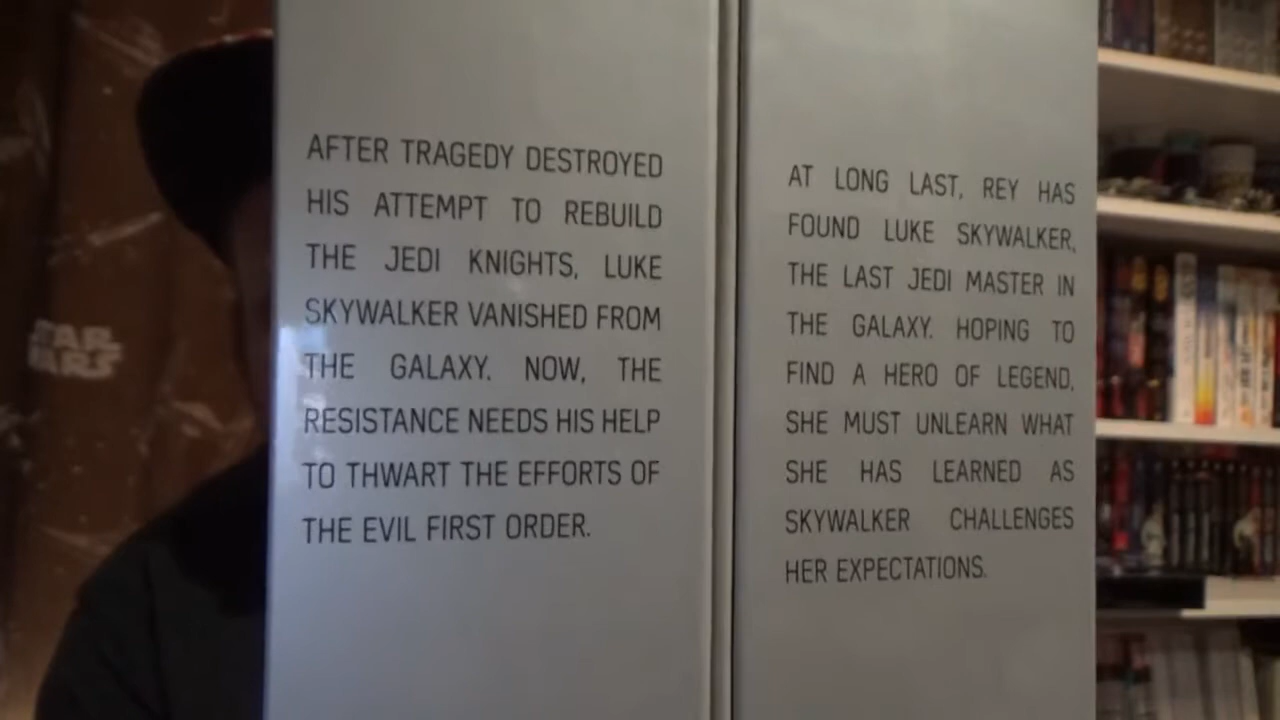 STAR
WARS
AFTER TRAGEDY DESTROYED
HIS ATTEMPT TO REBUILD
THE JEDI KNIGHTS, LUKE
SKYWALKER VANISHED FROM
THE GALAXY. NOW, THE
RESISTANCE NEEDS HIS HELP
TO THWART THE EFFORTS OF
THE EVIL FIRST ORDER.
AT LONG LAST, REY HAS
FOUND LUKE SKYWALKER,
THE LAST JEDI MASTER IN
THE GALAXY. HOPING TO
FIND A HERO OF LEGEND,
SHE MUST UNLEARN WHAT
SHE HAS LEARNED AS
SKYWALKER CHALLENGES
HER EXPECTATIONS.